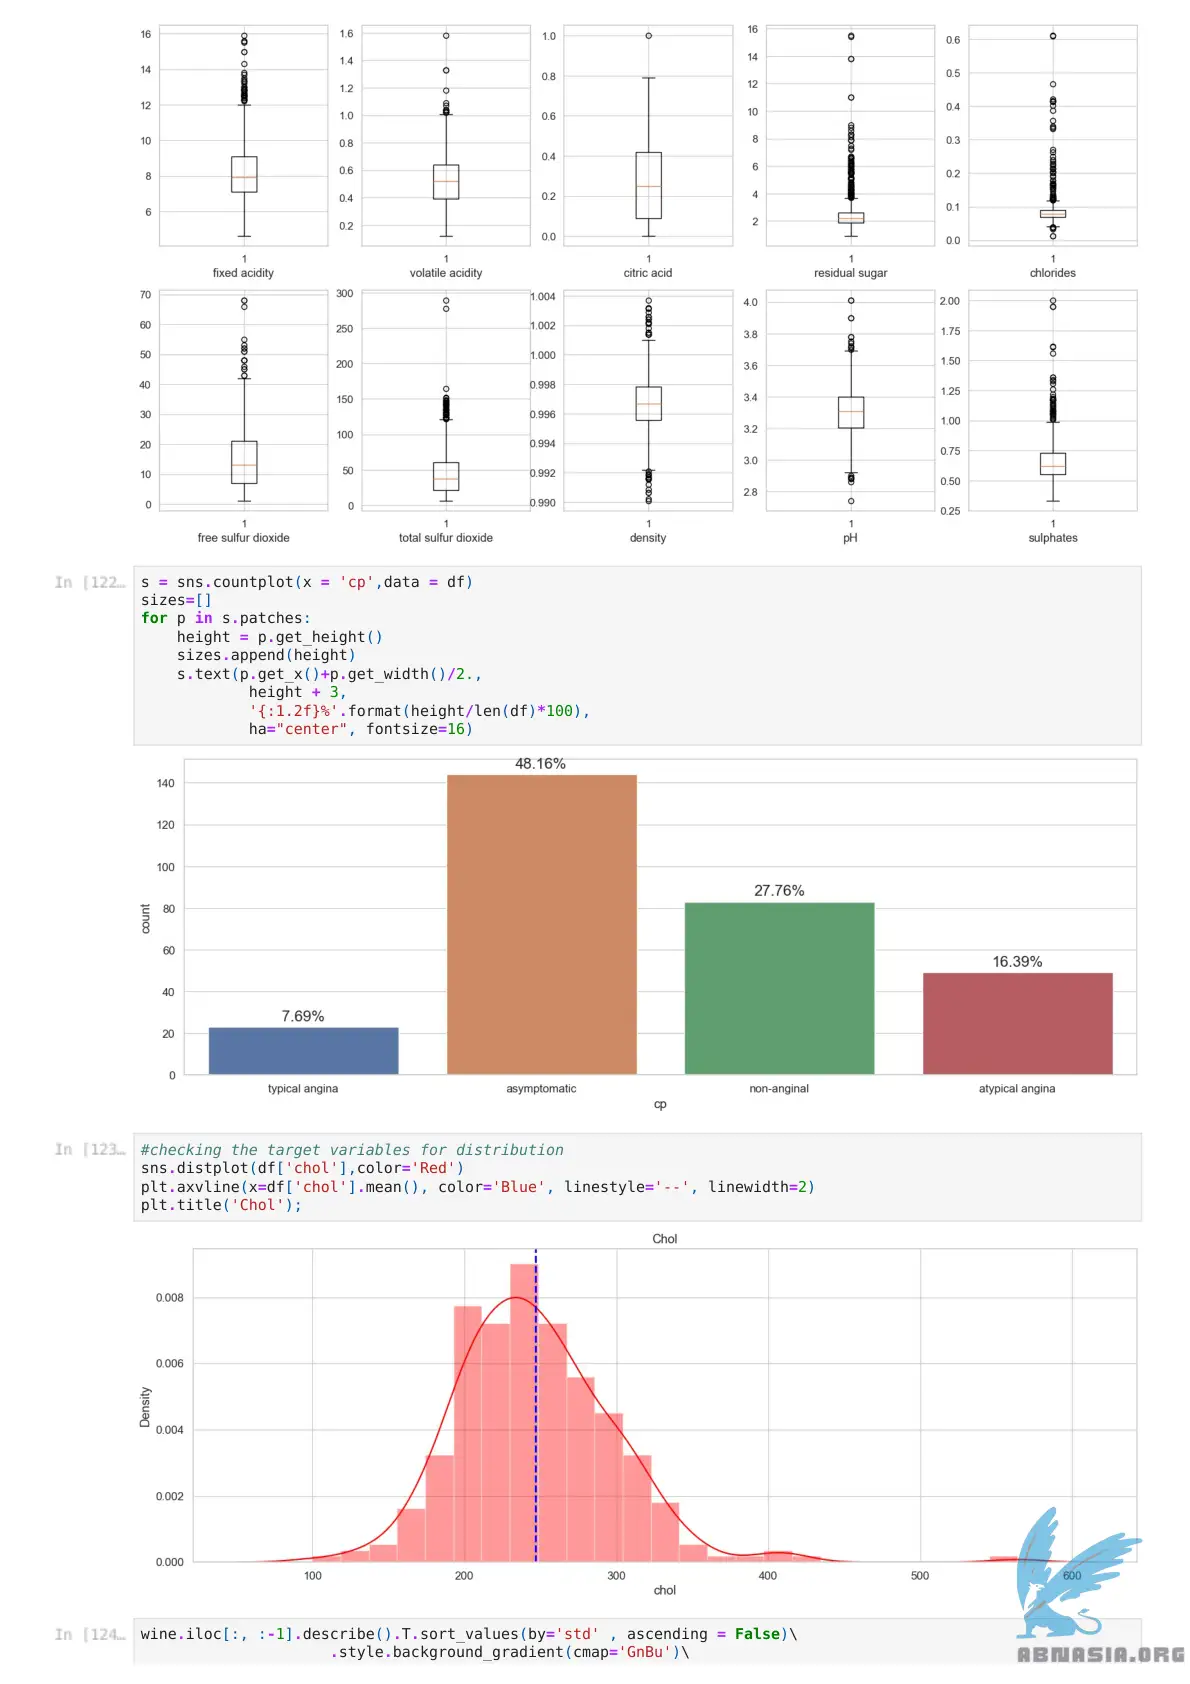 16
14
12
10
8
6
1
fixed acidity
1.6
1.4
1.2
1.0
0.8
0.6
0.4
0.2
1
volatile acidity
1.0
0.8
0.6
0.4
0.2
0.0
1
citric acid
16
14
12
10
8
6
4
2
1
residual sugar
0.6
0.5
0.4
0.3
0.2
0.1
0.0
1
chlorides
70
60
50
40
30
20
10
0
1
free sulfur dioxide
300
250
200
150
100
50
0
1
total sulfur dioxide
1.004
1.002
1.000
0.998
0.996
0.994
0.992
0.990
1
density
4.0
3.8
3.6
3.4
3.2
3.0
2.8
1
pH
2.00
1.75
1.50
1.25
1.00
0.75
0.50
0.25
1
sulphates
In [122…
s = sns.countplot(x = 'cp',data = df)
sizes=[]
for p in s.patches:
    height = p.get_height()
    sizes.append(height)
    s.text(p.get_x()+p.get_width()/2.,
            height + 3,
            '{:1.2f}%'.format(height/len(df)*100),
            ha="center", fontsize=16)
48.16%
27.76%
16.39%
7.69%
140
120
100
80
60
40
20
0
count
typical angina
asymptomatic
non-anginal
atypical angina
cp
In [123…
#checking the target variables for distribution
sns.distplot(df['chol'],color='Red')
plt.axvline(x=df['chol'].mean(), color='Blue', linestyle='--', linewidth=2)
plt.title('Chol');
Chol
0.008
0.006
0.004
0.002
0.000
Density
100
200
300
400
500
600
chol
In [124…
wine.iloc[:, :-1].describe().T.sort_values(by='std' , ascending = False)\
                     .style.background_gradient(cmap='GnBu')\
ABNASIA.ORG